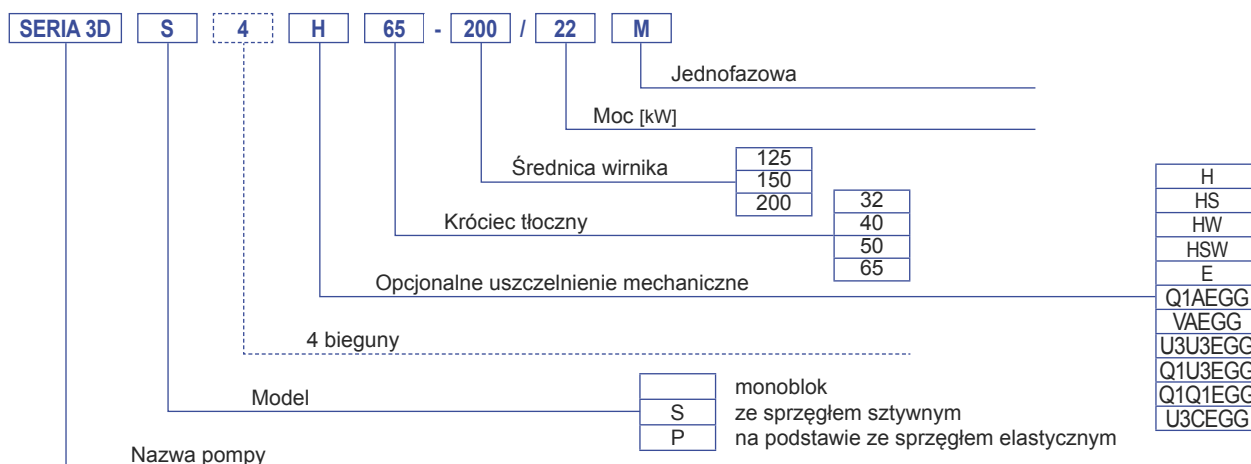 SERIA 3D S 4 H 65 - 200 / 22 M
Jednofazowa
Moc [kW]
Średnica wirnika
125
150
200
Króciec tłoczny
32
40
50
65
Opcjonalne uszczelnienie mechaniczne
H
HS
HW
HSW
E
Q1AEGG
VAEGG
U3U3EGG
Q1U3EGG
Q1Q1EGG
U3CEGG
4 bieguny
Model
monoblok
S ze sprzęgłem sztywnym
P na podstawie ze sprzęgłem elastycznym
Nazwa pompy